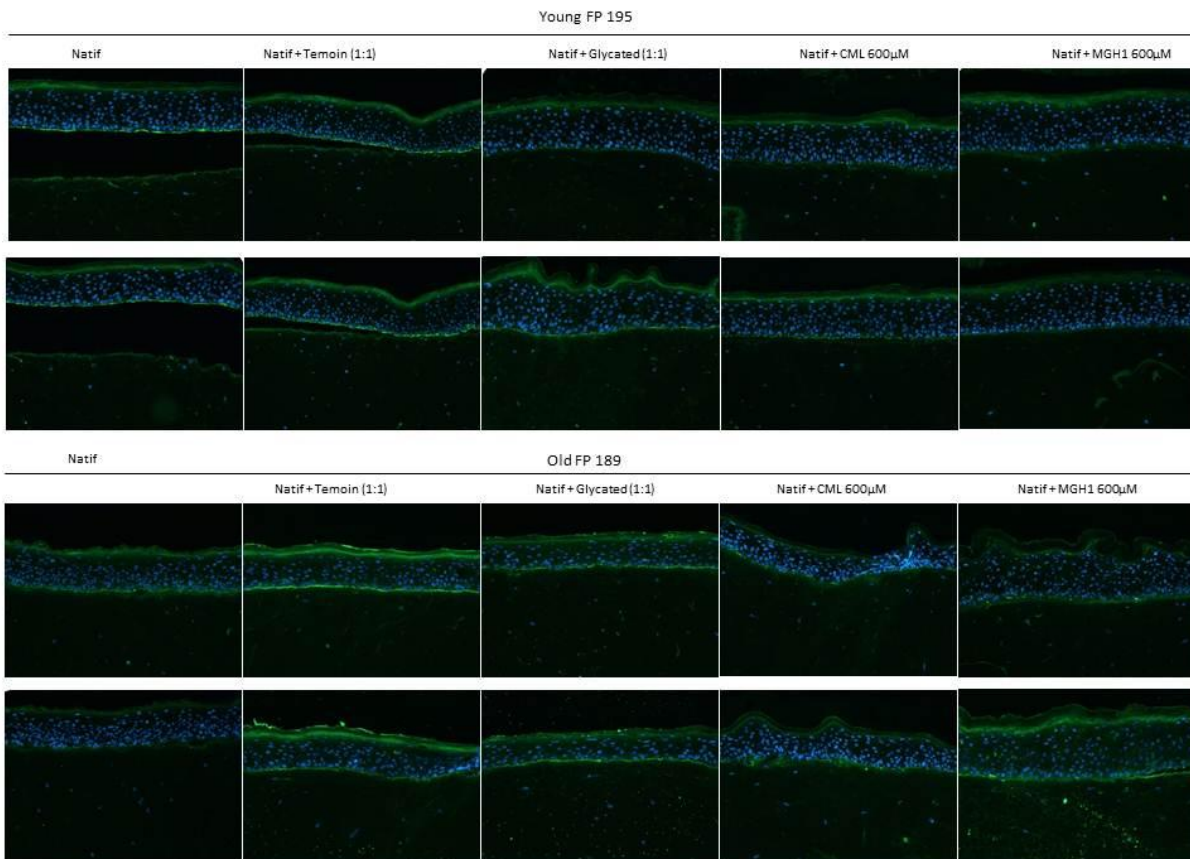 Young FP 195
Natif
Natif + Temoin (1:1)
Natif + Glycated (1:1)
Natif + CML 600µM
Natif + MGH1 600µM
Natif
Old FP 189
Natif + Temoin (1:1)
Natif + Glycated (1:1)
Natif + CML 600µM
Natif + MGH1 600µM